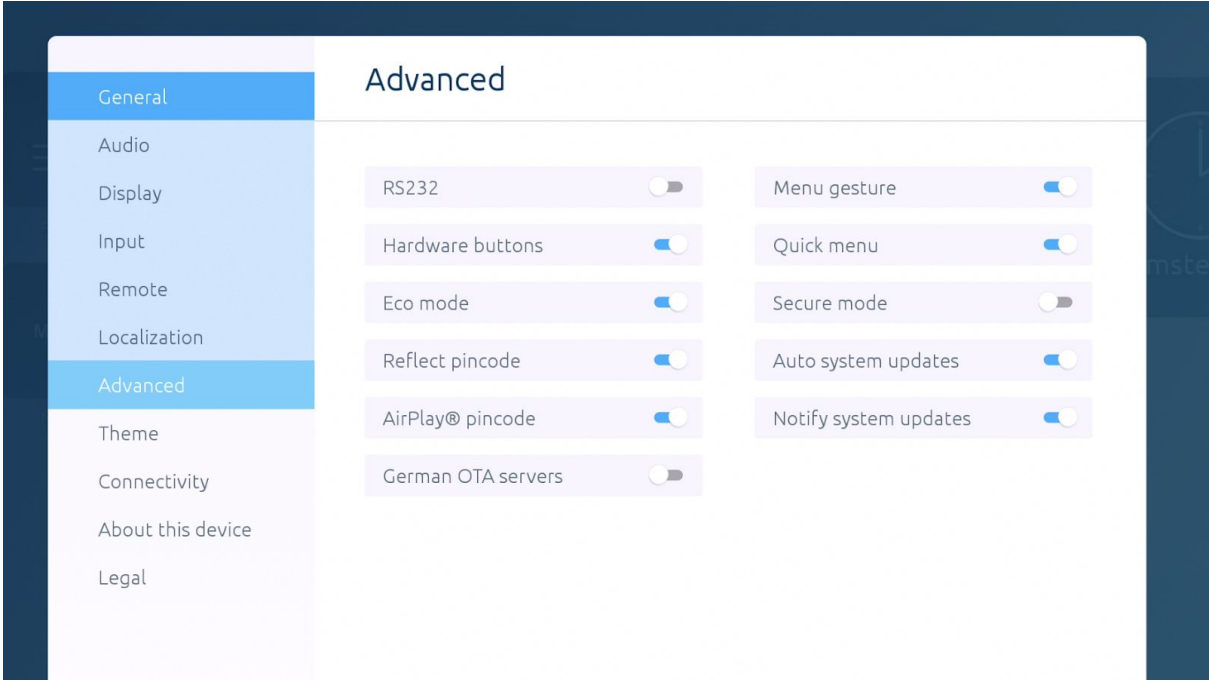 General
Audio
Display
Input
Remote
Localization
Advanced
Theme
Connectivity
About this device
Legal
Advanced
RS232
Hardware buttons
Eco mode
Reflect pincode
AirPlay® pincode
German OTA servers
Menu gesture
Quick menu
Secure mode
Auto system updates
Notify system updates